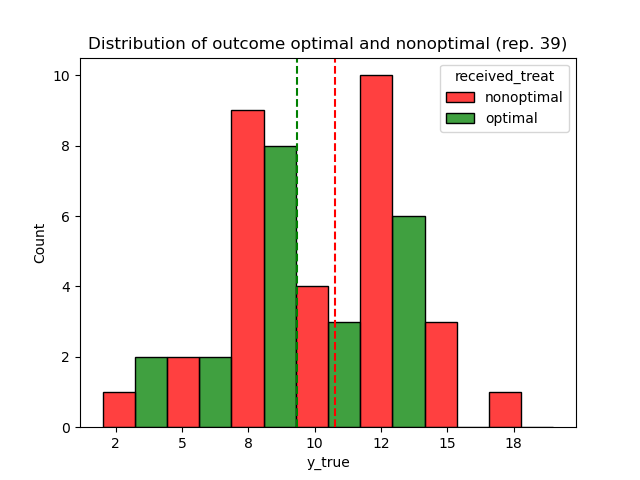 Distribution of outcome optimal and nonoptimal (rep. 39)
received_treat
nonoptimal
optimal
Count
10
8
6
4
2
0
2 5 8 10 12 15 18
y_true